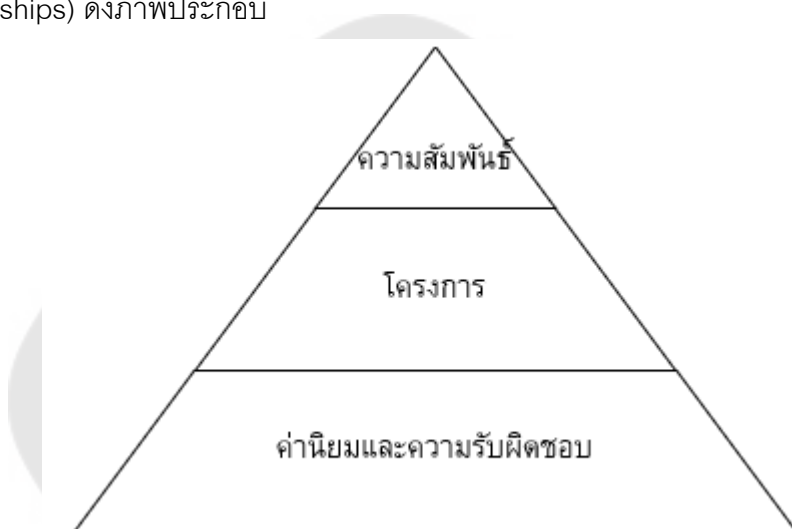 ships) ดังภาพประกอบ
ความสัมพันธ์
โครงการ
ค่านิยมและความรับผิดชอบ